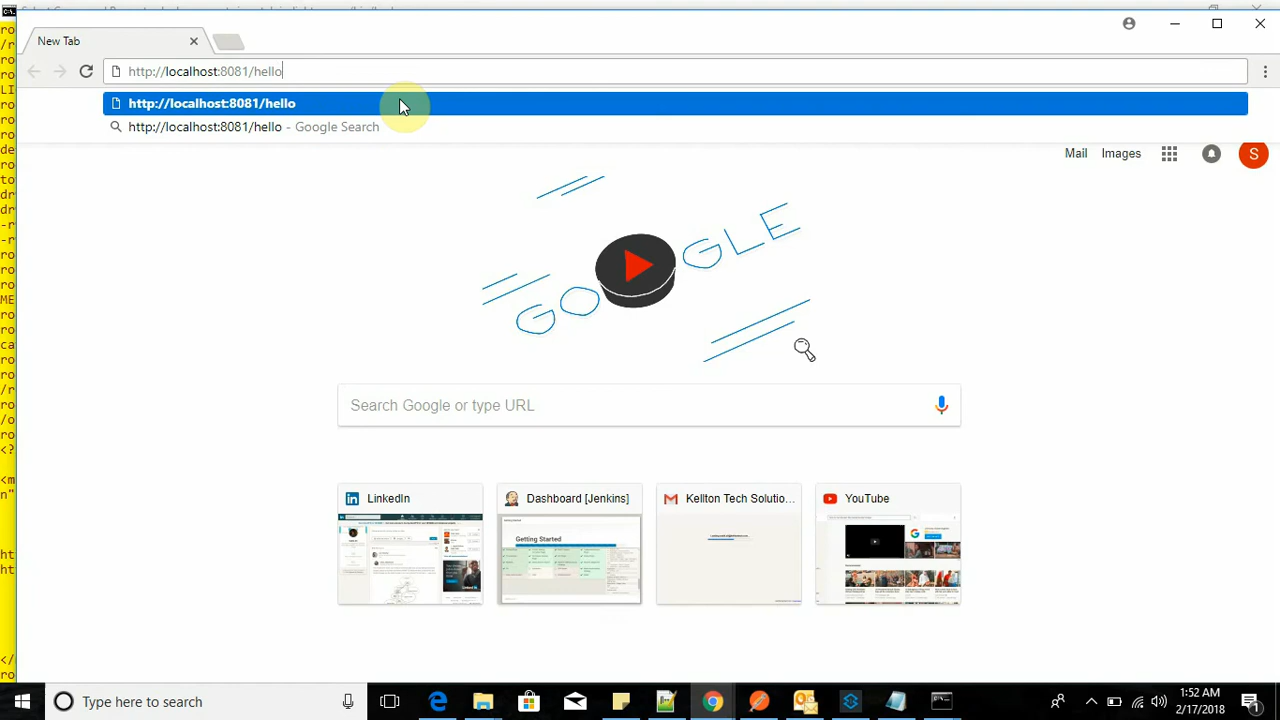 New Tab
http://localhost:8081/hello
http://localhost:8081/hello
http://localhost:8081/hello - Google Search
Mail Images S
GO GLE
Search Google or type URL
LinkedIn Dashboard [Jenkins] Kellton Tech Solutio... YouTube
Getting Started
Type here to search
1:52 AM
2/17/2018